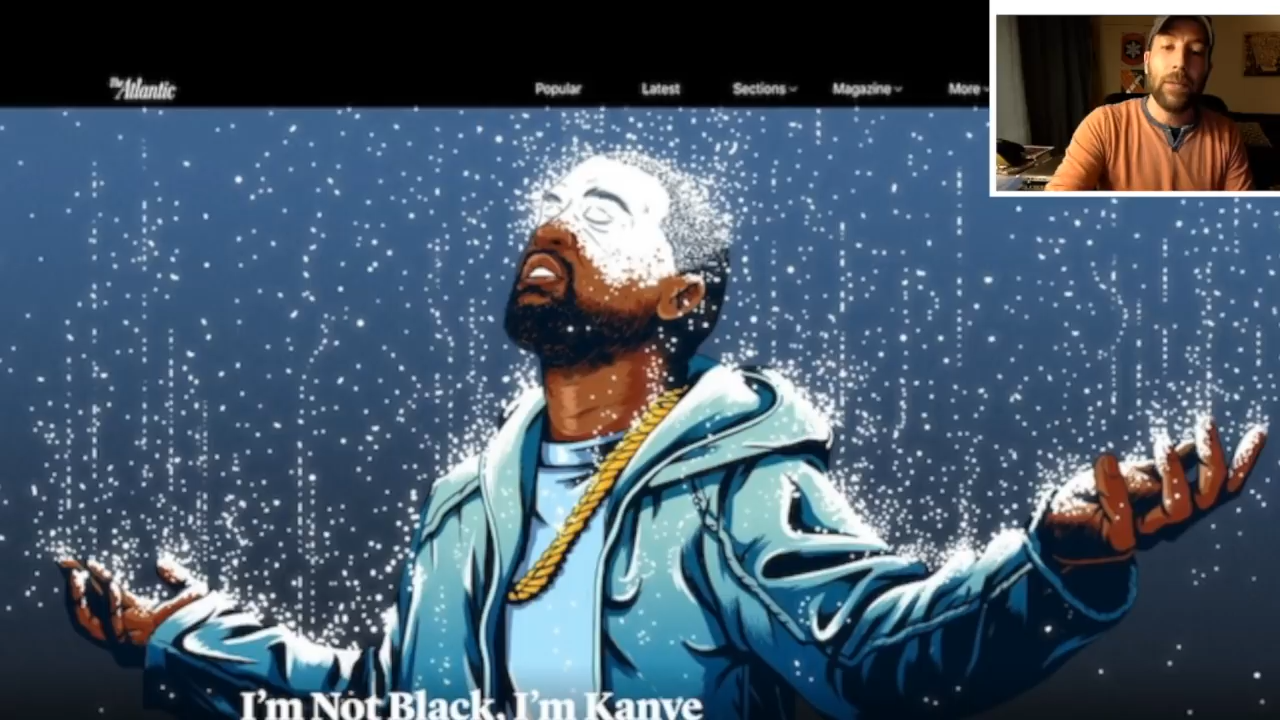 The Atlantic
Popular Latest Sections Magazine More
I'm Not Black, I'm Kanye